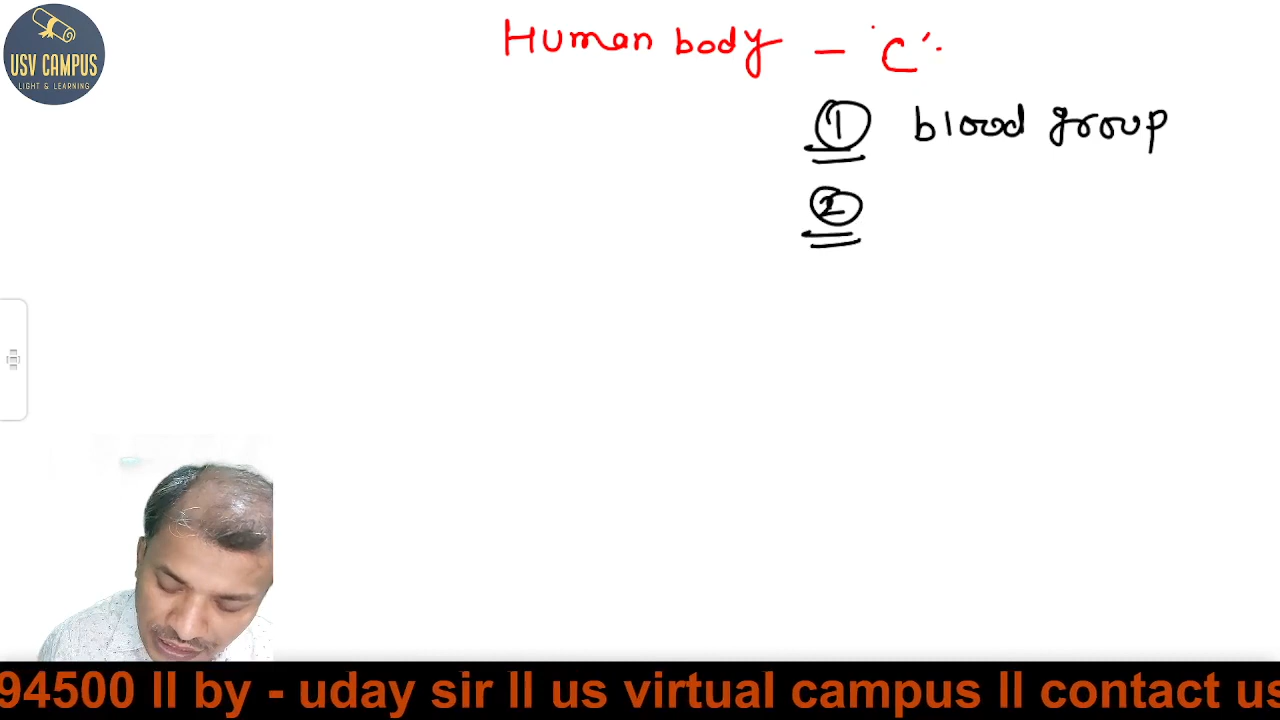 USV CAMPUS
LIGHT & LEARNING
Human body - 'C'
① blood group
②
94500 ll by - uday sir ll us virtual campus ll contact us